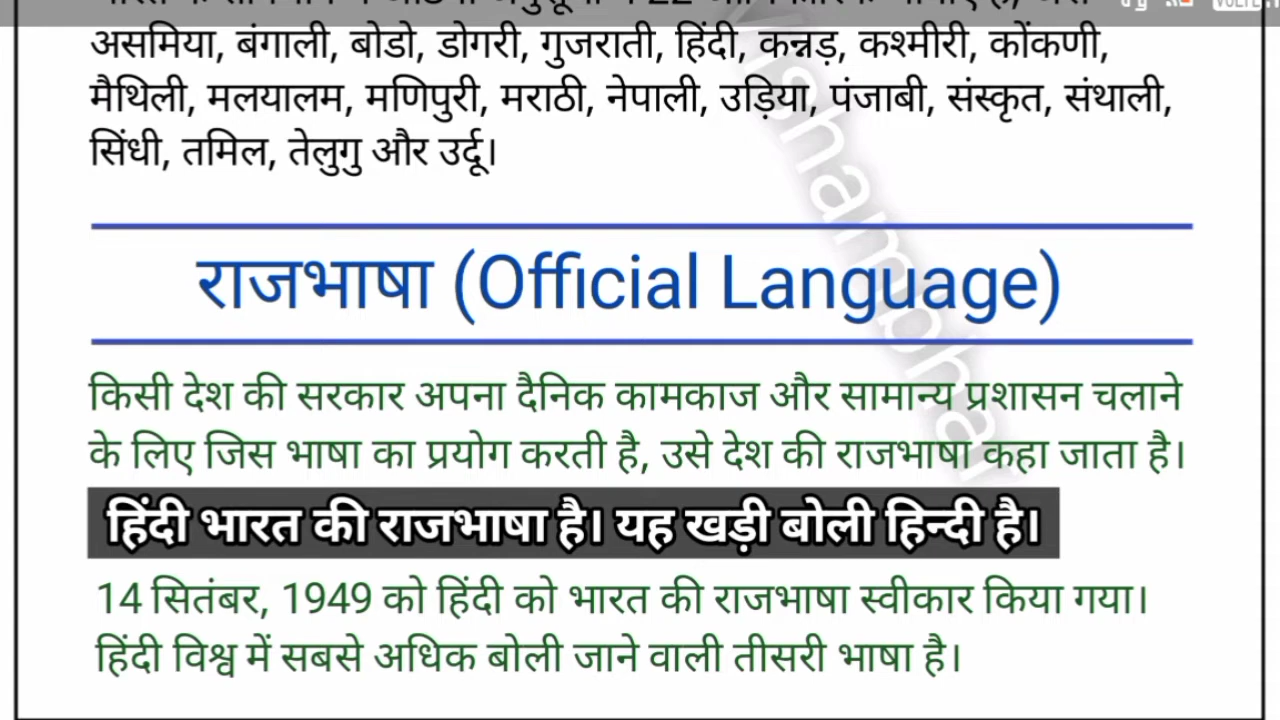 असमिया, बंगाली, बोडो, डोगरी, गुजराती, हिंदी, कन्नड़, कश्मीरी, कोंकणी,
मैथिली, मलयालम, मणिपुरी, मराठी, नेपाली, उड़िया, पंजाबी, संस्कृत, संथाली,
सिंधी, तमिल, तेलुगु और उर्दू।
राजभाषा (Official Language)
किसी देश की सरकार अपना दैनिक कामकाज और सामान्य प्रशासन चलाने
के लिए जिस भाषा का प्रयोग करती है, उसे देश की राजभाषा कहा जाता है।
हिंदी भारत की राजभाषा है। यह खड़ी बोली हिन्दी है।
14 सितंबर, 1949 को हिंदी को भारत की राजभाषा स्वीकार किया गया।
हिंदी विश्व में सबसे अधिक बोली जाने वाली तीसरी भाषा है।
vishambhar